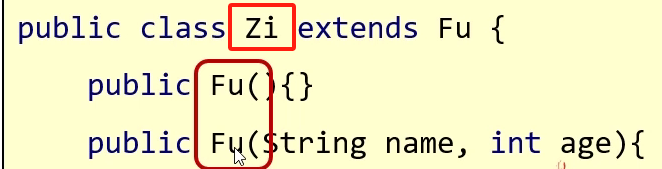 public class Zi extends Fu {
public Fu(){}
public Fu(String name, int age){